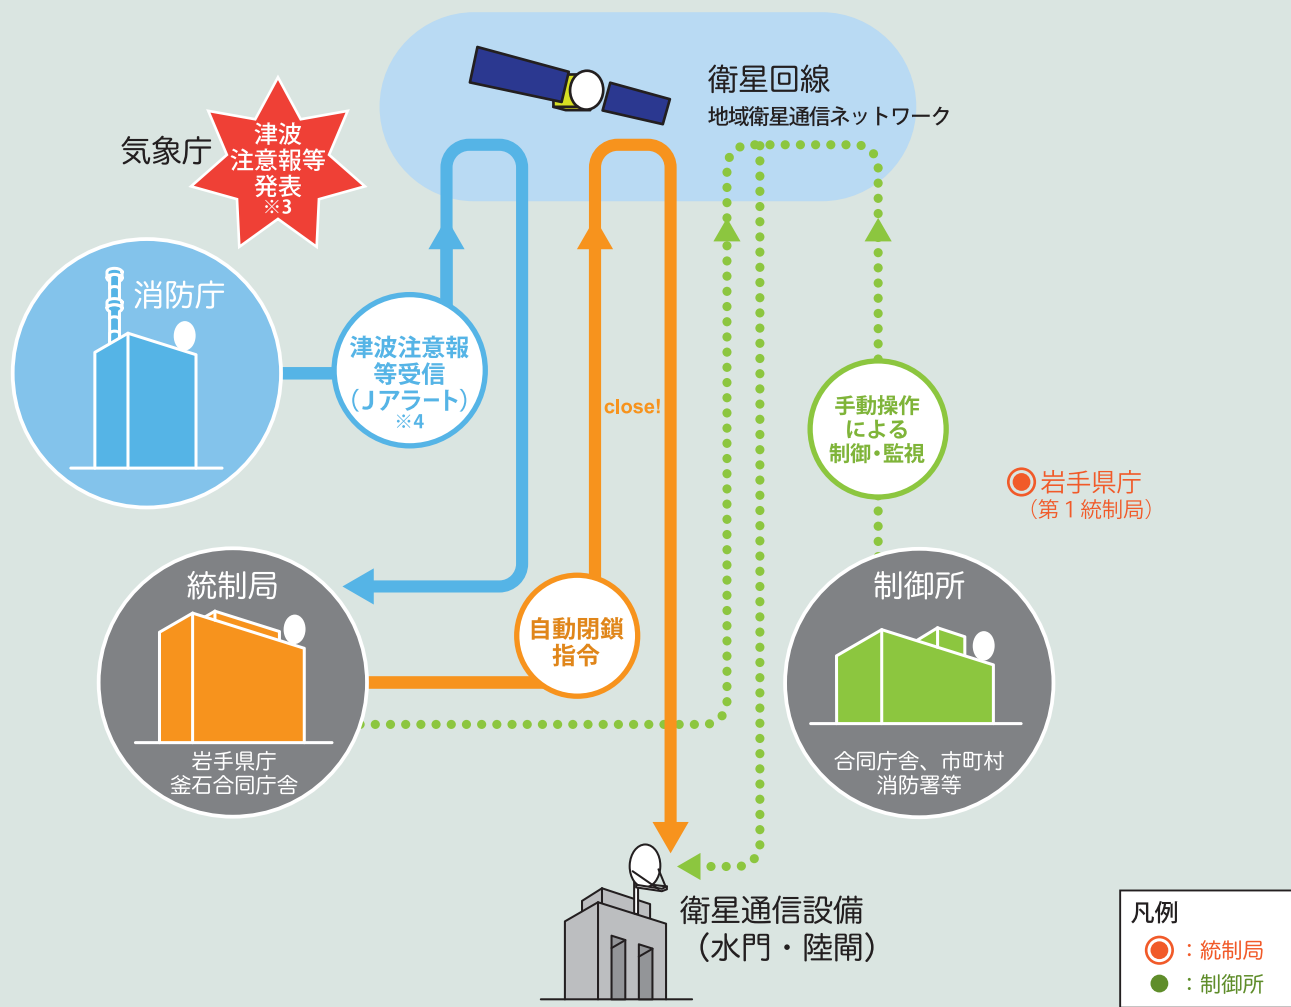 衛星回線
地域衛星通信ネットワーク
気象庁
津波
注意報等
発表
※3
消防庁
津波注意報
等受信
（Jアラート）
※4
close!
手動操作
による
制御・監視
岩手県庁
（第1統制局）
統制局
岩手県庁
釜石合同庁舎
自動閉鎖
指令
制御所
合同庁舎、市町村
消防署等
衛星通信設備
（水門・陸閘）
凡例
：統制局
：制御所